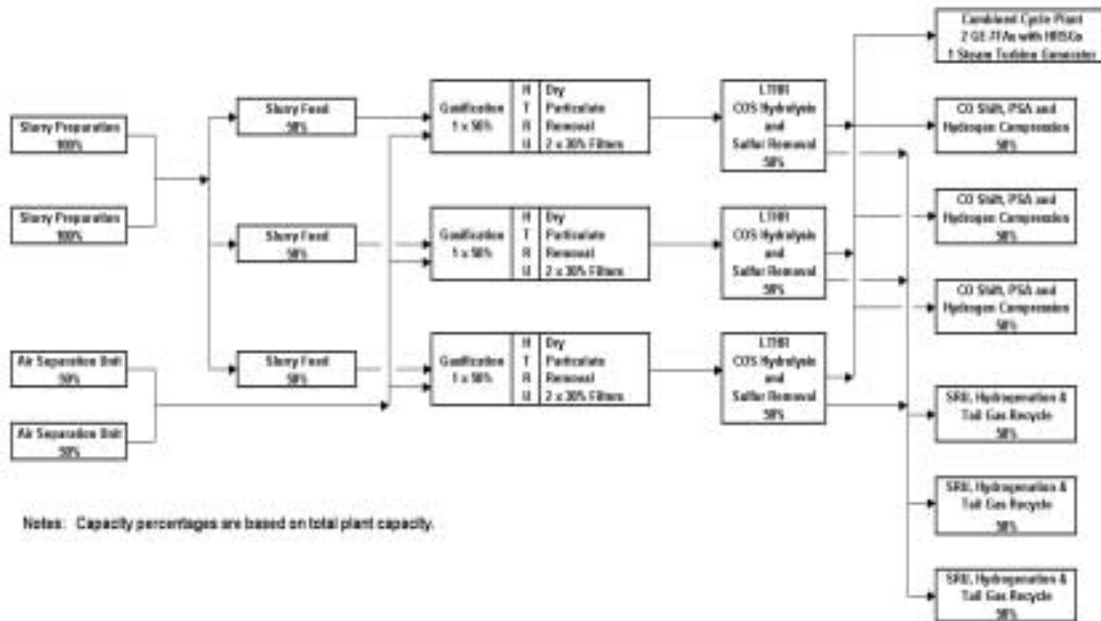 Slurry Preparation
100%
Slurry Preparation
100%
Air Separation Unit
50%
Air Separation Unit
50%
Slurry Feed
50%
Slurry Feed
50%
Slurry Feed
50%
Gasification
1 x 50%
H
T
R
U
Dry
Particulate
Removal
2 x 30% Filters
Gasification
1 x 50%
H
T
R
U
Dry
Particulate
Removal
2 x 30% Filters
Gasification
1 x 50%
H
T
R
U
Dry
Particulate
Removal
2 x 30% Filters
LTHR
COS Hydrolysis
and
Sulfur Removal
50%
LTHR
COS Hydrolysis
and
Sulfur Removal
50%
LTHR
COS Hydrolysis
and
Sulfur Removal
50%
Combined Cycle Plant
2 GE 7FAs with HRSGs
1 Steam Turbine Generator
CO Shift, PSA and
Hydrogen Compression
50%
CO Shift, PSA and
Hydrogen Compression
50%
CO Shift, PSA and
Hydrogen Compression
50%
SRU, Hydrogenation &
Tail Gas Recycle
50%
SRU, Hydrogenation &
Tail Gas Recycle
50%
SRU, Hydrogenation &
Tail Gas Recycle
50%
Notes: Capacity percentages are based on total plant capacity.